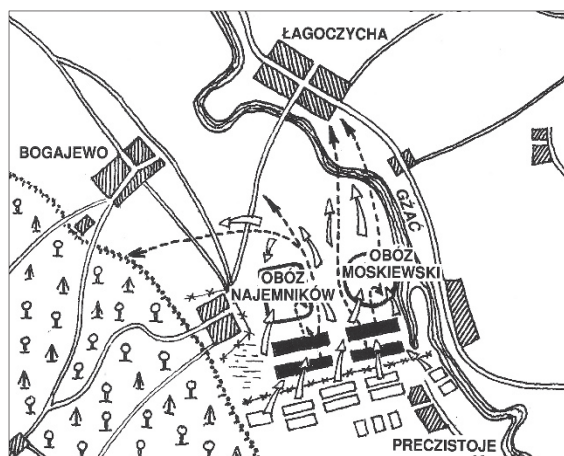 ŁAGOCZYCHA
BOGAJEWO
GŻAĆ
OBÓZ
MOSKIEWSKI
OBÓZ
NAJEMNIKÓW
PRECZISTOJE